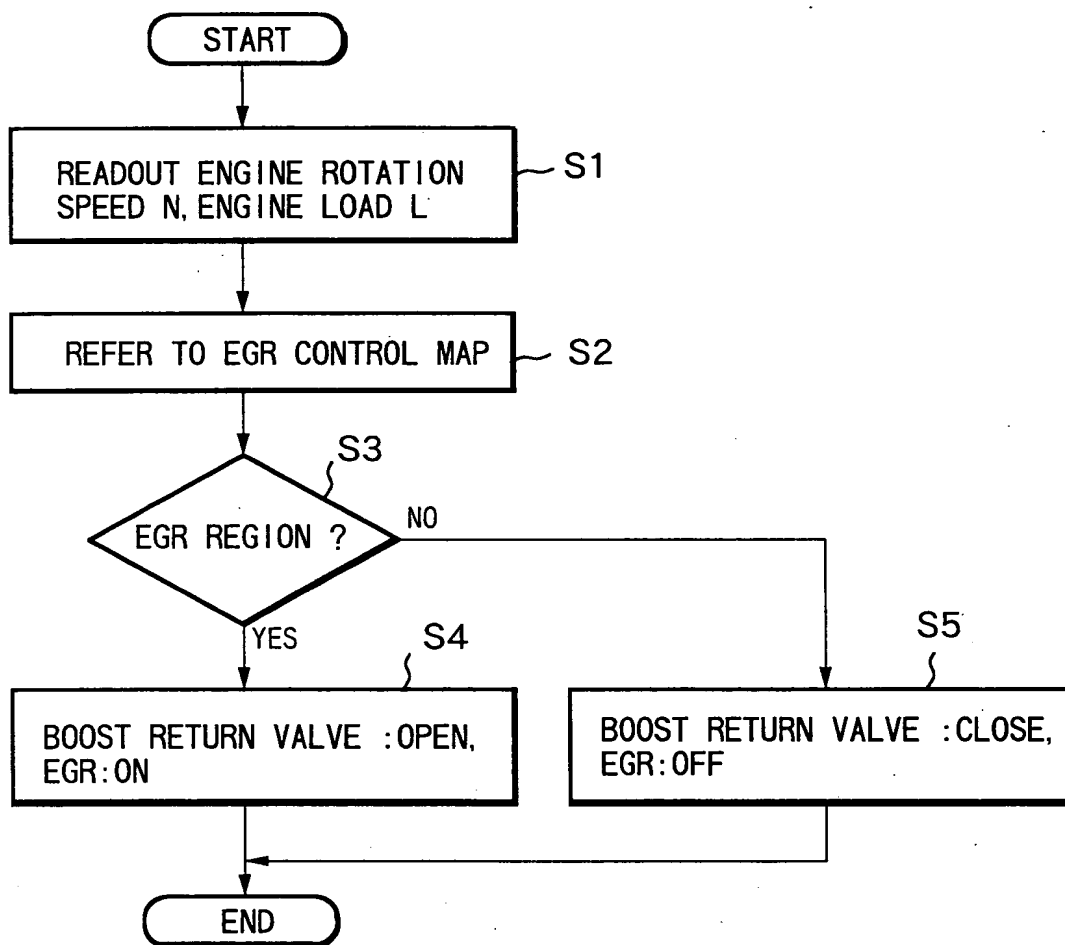 START
READOUT ENGINE ROTATION
SPEED N, ENGINE LOAD L
S1
REFER TO EGR CONTROL MAP
S2
S3
EGR REGION ?
NO
YES
S4
BOOST RETURN VALVE :OPEN,
EGR:ON
S5
BOOST RETURN VALVE :CLOSE,
EGR:OFF
END